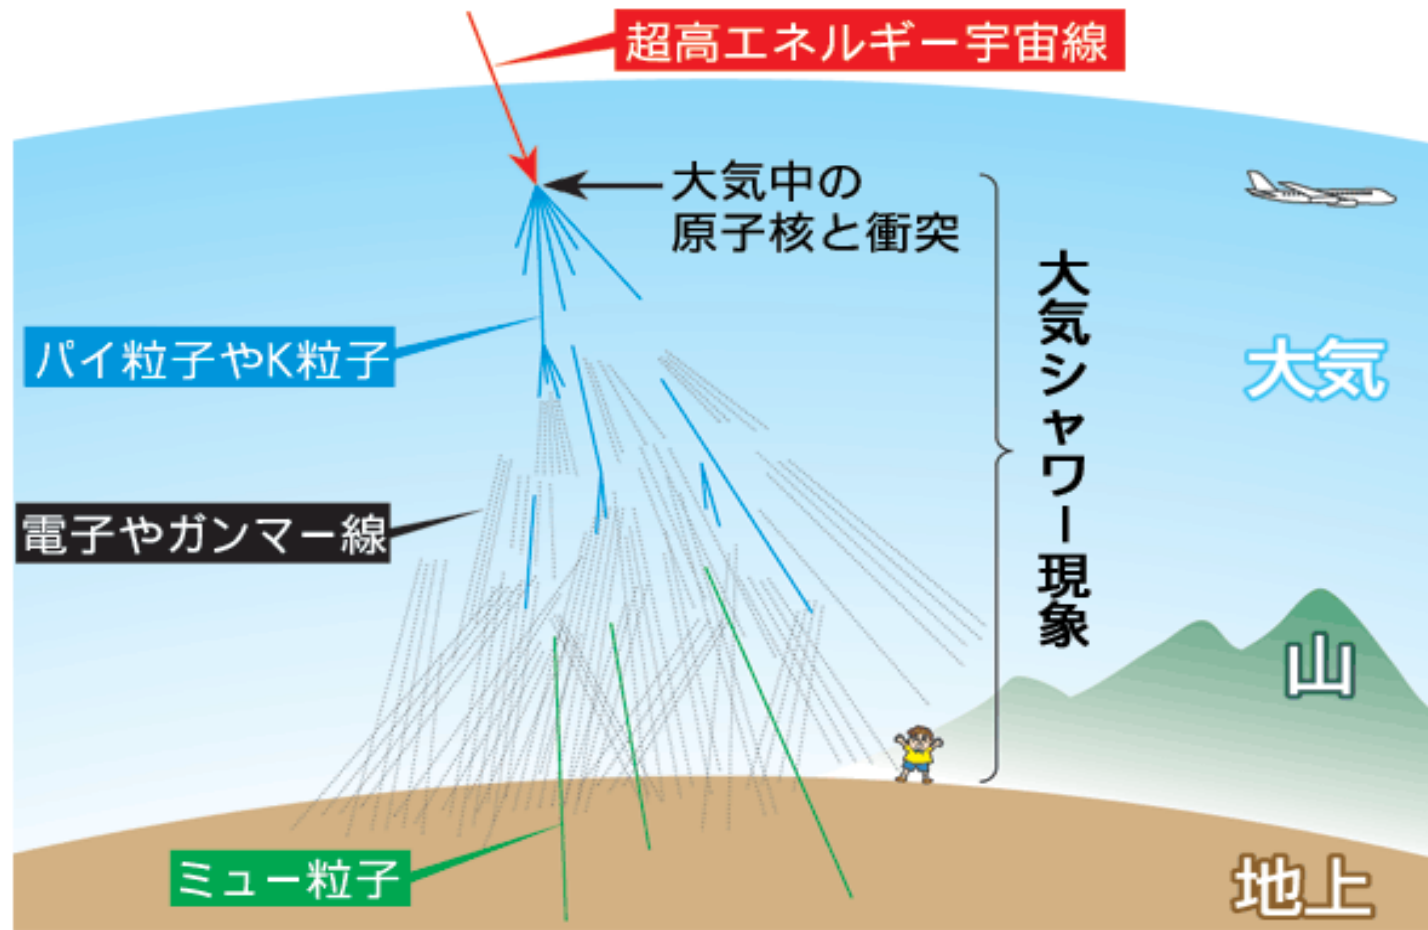 超高エネルギー宇宙線
大気中の
原子核と衝突
大気シャワー現象
パイ粒子やK粒子
大気
電子やガンマー線
山
ミュー粒子
地上